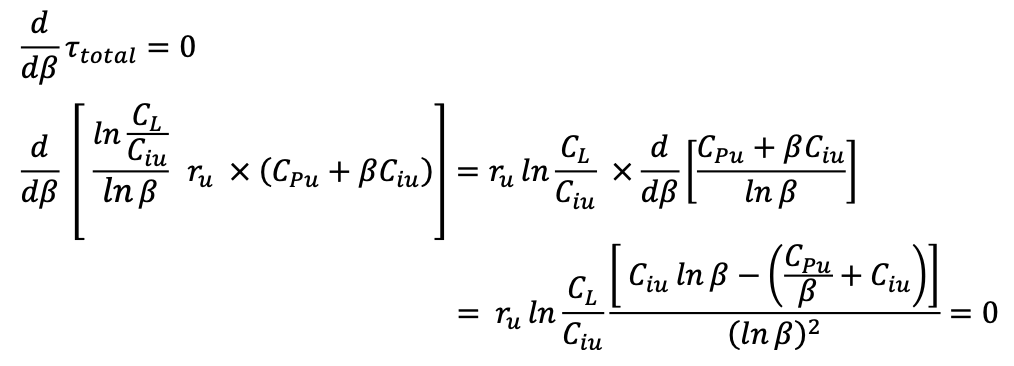 d/dβ τ_total = 0
d/dβ [ (ln C_L/C_iu)/(ln β) r_u × (C_Pu + βC_iu) ] = r_u ln C_L/C_iu × d/dβ [ (C_Pu + βC_iu)/(ln β) ]
= r_u ln C_L/C_iu [ C_iu ln β − (C_Pu/β + C_iu) ]/(ln β)² = 0